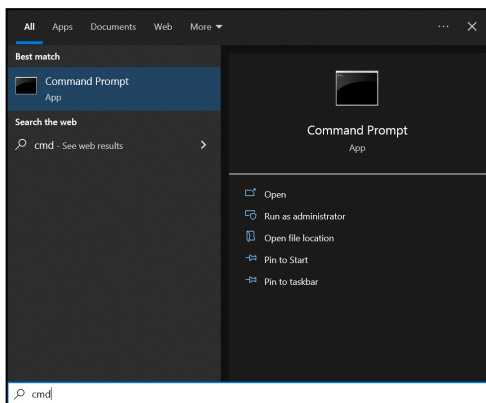 All Apps Documents Web More
Best match
Command Prompt
App
Search the web
cmd - See web results
Command Prompt
App
Open
Run as administrator
Open file location
Pin to Start
Pin to taskbar
cmd